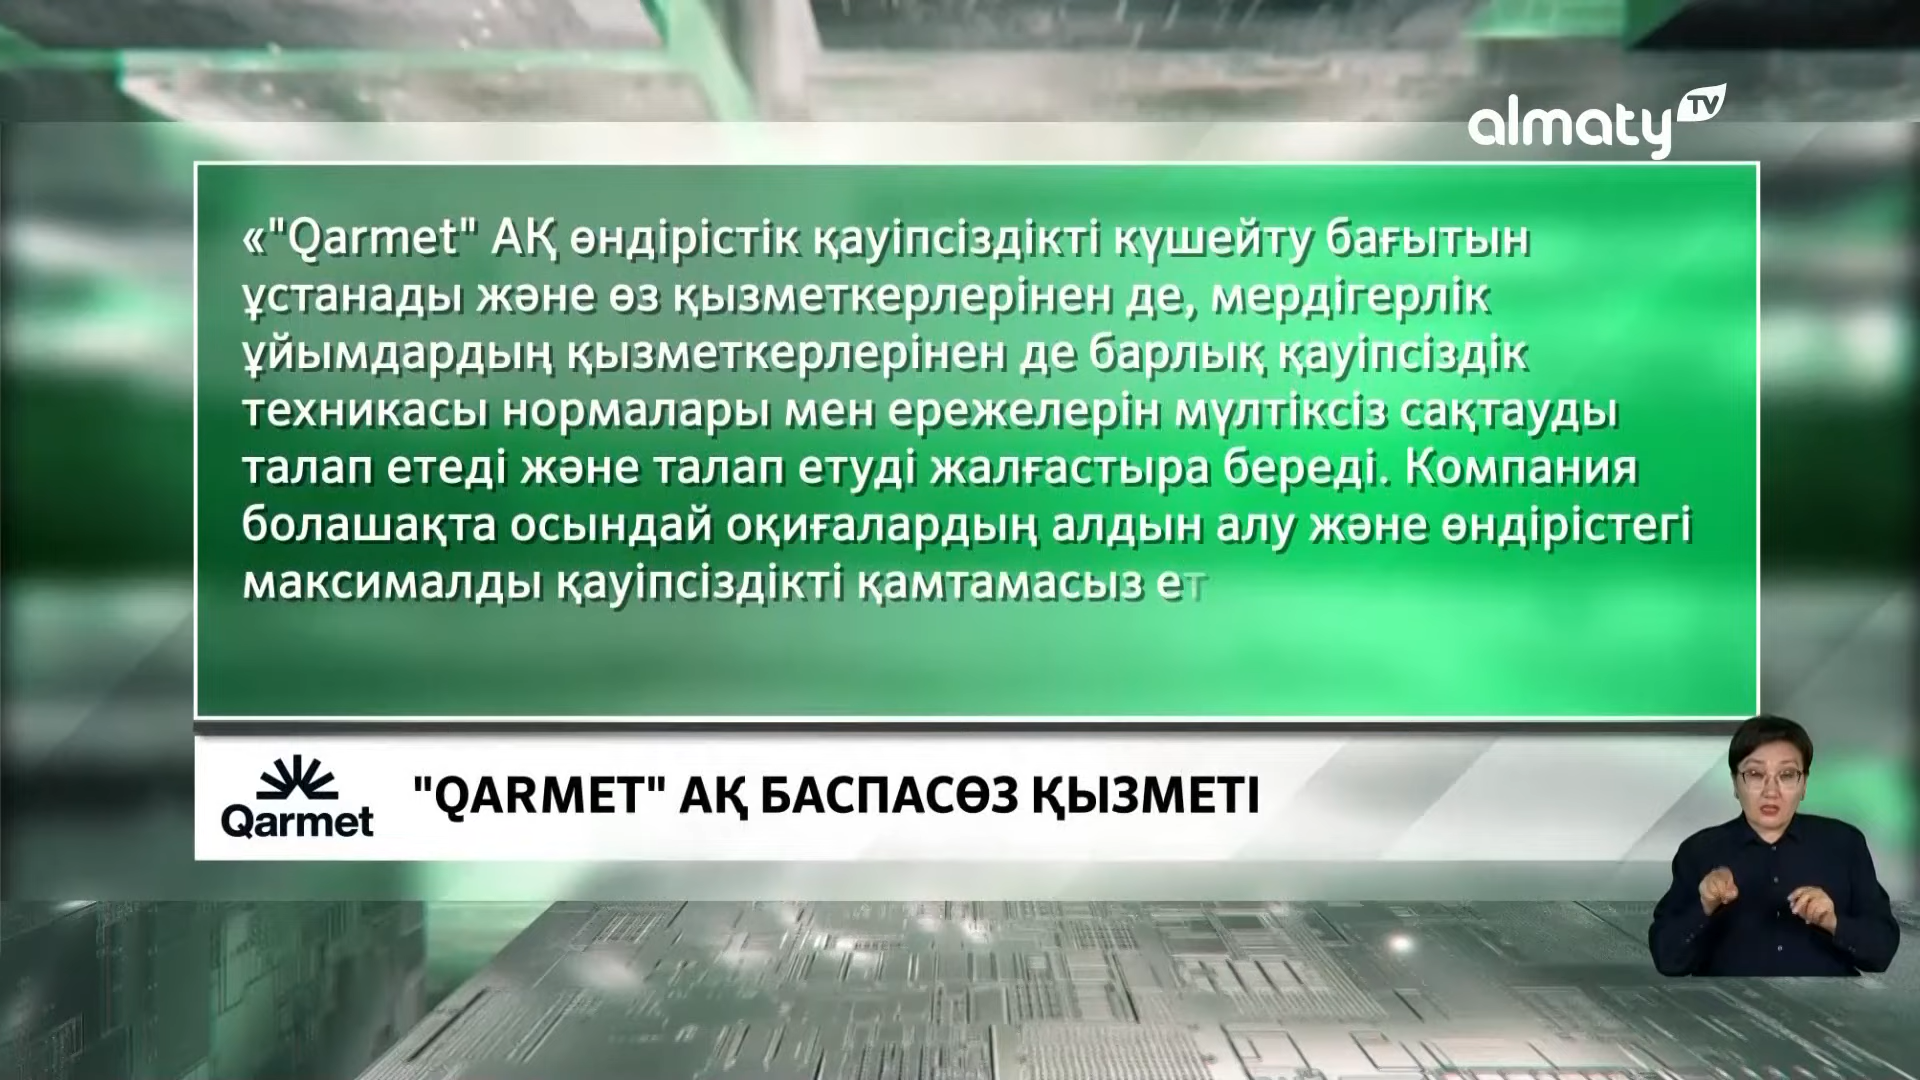 almaty TV
«"Qarmet" АҚ өндірістік қауіпсіздікті күшейту бағытын
ұстанады және өз қызметкерлерінен де, мердігерлік
ұйымдардың қызметкерлерінен де барлық қауіпсіздік
техникасы нормалары мен ережелерін мүлтіксіз сақтауды
талап етеді және талап етуді жалғастыра береді. Компания
болашақта осындай оқиғалардың алдын алу және өндірістегі
максималды қауіпсіздікті қамтамасыз ет
Qarmet
"QARMET" АҚ БАСПАСӨЗ ҚЫЗМЕТІ